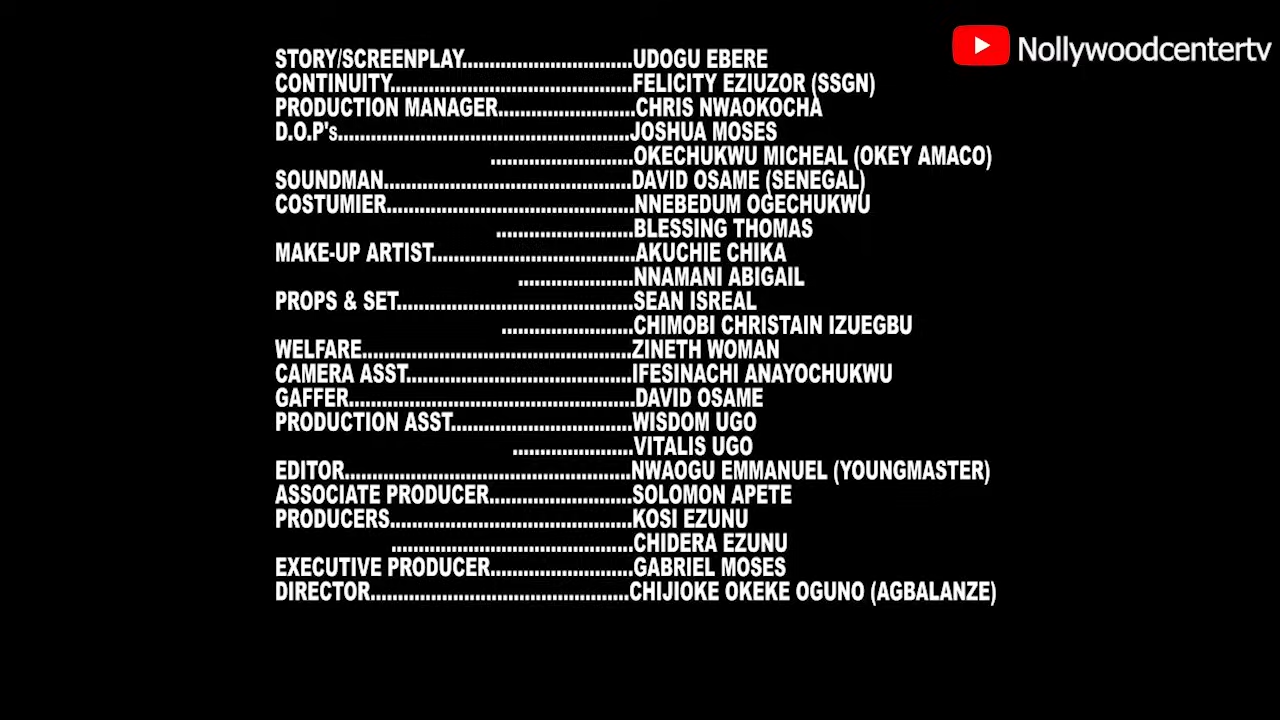 Nollywoodcentertv
STORY/SCREENPLAY...............................UDOGU EBERE
CONTINUITY............................................FELICITY EZIUZOR (SSGN)
PRODUCTION MANAGER.........................CHRIS NWAOKOCHA
D.O.P's.....................................................JOSHUA MOSES
..........................OKECHUKWU MICHEAL (OKEY AMACO)
SOUNDMAN.............................................DAVID OSAME (SENEGAL)
COSTUMIER.............................................NNEBEDUM OGECHUKWU
.........................BLESSING THOMAS
MAKE-UP ARTIST.....................................AKUCHIE CHIKA
.....................NNAMANI ABIGAIL
PROPS & SET...........................................SEAN ISREAL
........................CHIMOBI CHRISTAIN IZUEGBU
WELFARE.................................................ZINETH WOMAN
CAMERA ASST.........................................IFESINACHI ANAYOCHUKWU
GAFFER....................................................DAVID OSAME
PRODUCTION ASST.................................WISDOM UGO
......................VITALIS UGO
EDITOR....................................................NWAOGU EMMANUEL (YOUNGMASTER)
ASSOCIATE PRODUCER..........................SOLOMON APETE
PRODUCERS............................................KOSI EZUNU
............................................CHIDERA EZUNU
EXECUTIVE PRODUCER..........................GABRIEL MOSES
DIRECTOR...............................................CHIJIOKE OKEKE OGUNO (AGBALANZE)